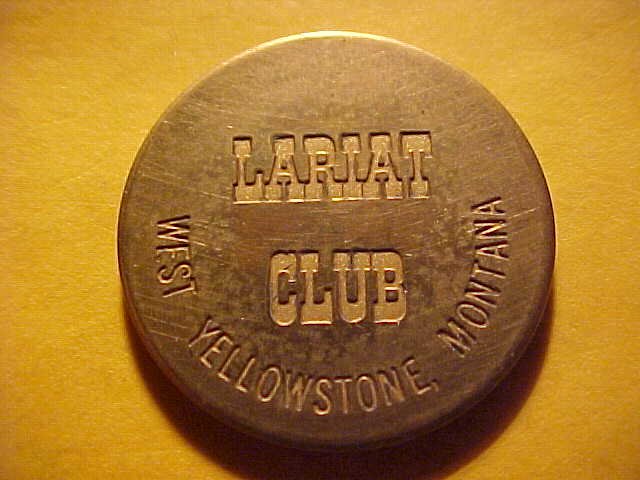 LARIAT
CLUB
WEST YELLOWSTONE, MONTANA